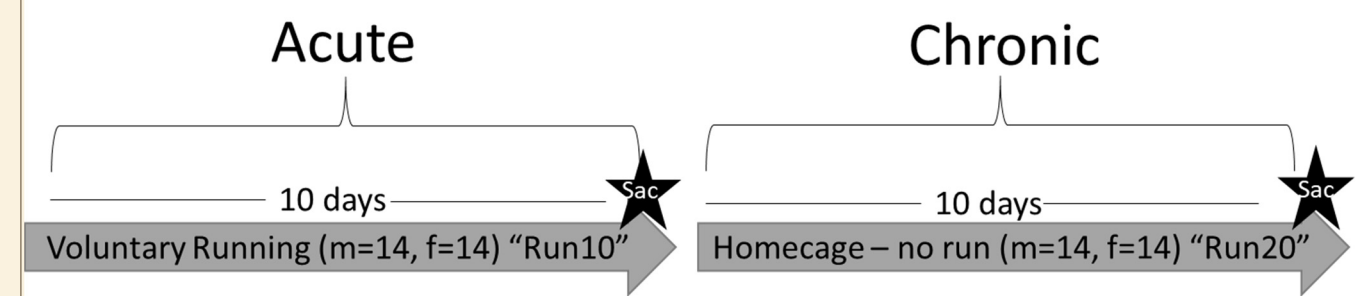 Acute
Chronic
10 days
Sac
10 days
Sac
Voluntary Running (m=14, f=14) “Run10”
Homecage – no run (m=14, f=14) “Run20”